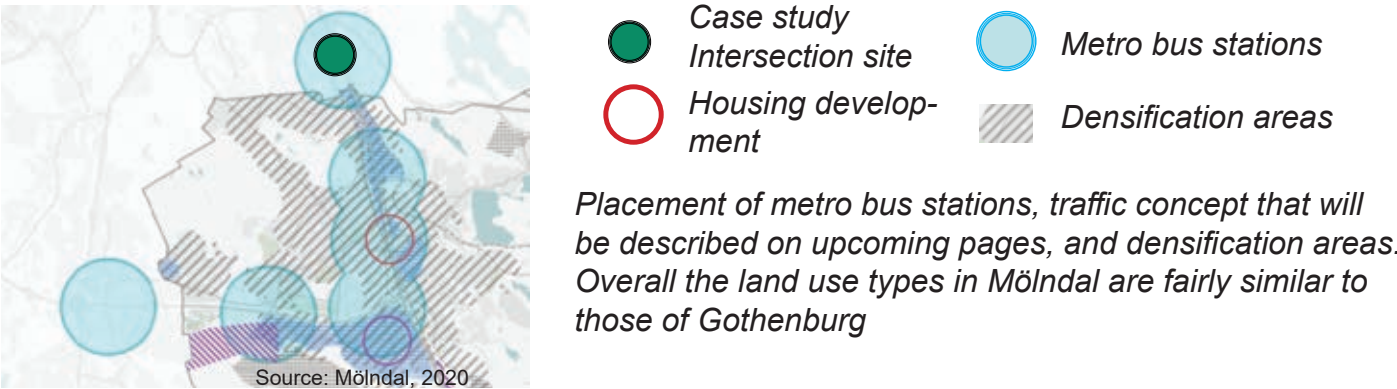 Case study
Intersection site
Metro bus stations
Housing develop-
ment
Densification areas
Placement of metro bus stations, traffic concept that will
be described on upcoming pages, and densification areas.
Overall the land use types in Mölndal are fairly similar to
those of Gothenburg
Source: Mölndal, 2020